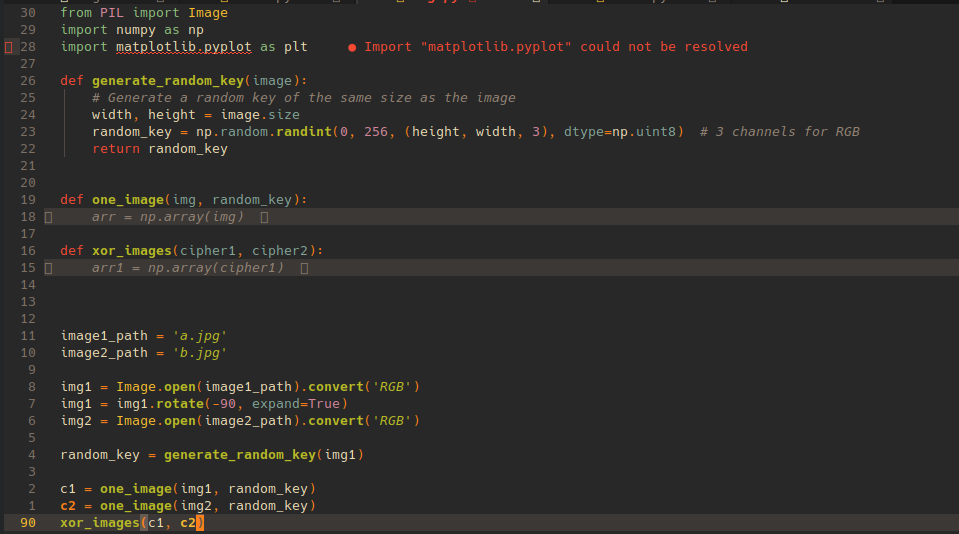 30 from PIL import Image
29 import numpy as np
28 import matplotlib.pyplot as plt ● Import "matplotlib.pyplot" could not be resolved
27
26 def generate_random_key(image):
25     # Generate a random key of the same size as the image
24     width, height = image.size
23     random_key = np.random.randint(0, 256, (height, width, 3), dtype=np.uint8)  # 3 channels for RGB
22     return random_key
21
20
19 def one_image(img, random_key):
18     arr = np.array(img)
17
16 def xor_images(cipher1, cipher2):
15     arr1 = np.array(cipher1)
14
13
12
11 image1_path = 'a.jpg'
10 image2_path = 'b.jpg'
9
8 img1 = Image.open(image1_path).convert('RGB')
7 img1 = img1.rotate(-90, expand=True)
6 img2 = Image.open(image2_path).convert('RGB')
5
4 random_key = generate_random_key(img1)
3
2 c1 = one_image(img1, random_key)
1 c2 = one_image(img2, random_key)
90 xor_images(c1, c2)